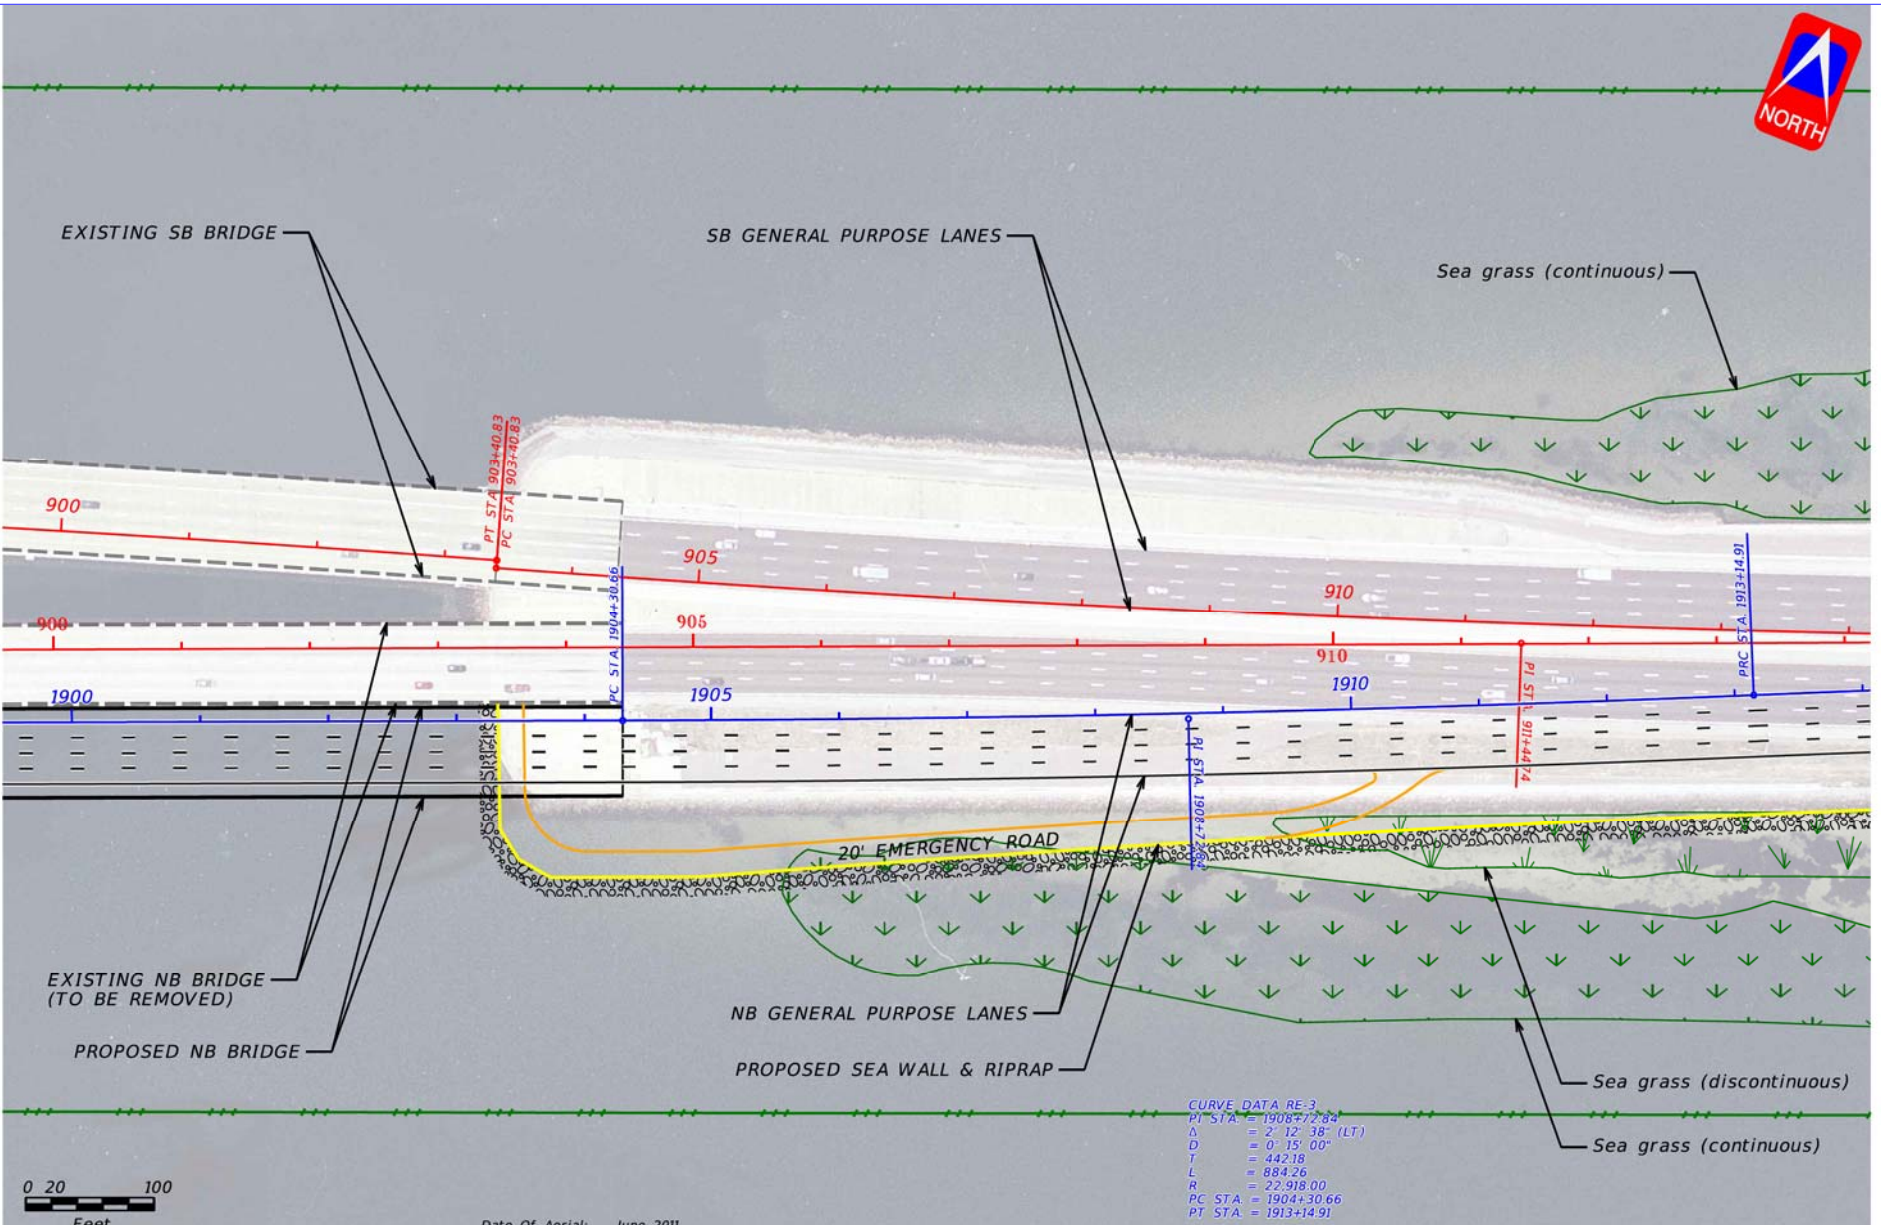 NORTH
EXISTING SB BRIDGE
SB GENERAL PURPOSE LANES
Sea grass (continuous)
PT STA. 903+40.83
PC STA. 903+40.83
900
905
910
PC STA. 1904+30.66
PRC STA. 1913+14.91
900
905
910
1900
1905
1910
PI STA. 911+44.74
PI STA. 1908+72.84
20' EMERGENCY ROAD
EXISTING NB BRIDGE
(TO BE REMOVED)
PROPOSED NB BRIDGE
NB GENERAL PURPOSE LANES
PROPOSED SEA WALL & RIPRAP
Sea grass (discontinuous)
Sea grass (continuous)
CURVE DATA RE-3
PI STA. = 1908+72.84
Δ = 2° 12' 38" (LT)
D = 0° 15' 00"
T = 442.18
L = 884.26
R = 22,918.00
PC STA. = 1904+30.66
PT STA. = 1913+14.91
0 20 100
Feet
Date Of Aerial: June 2011